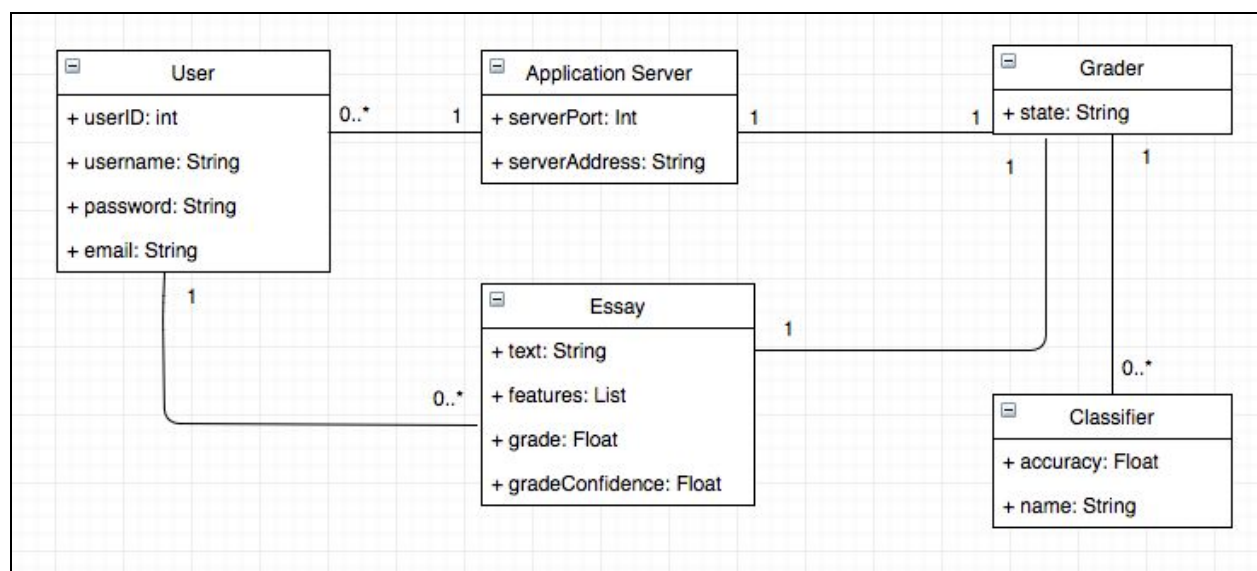 User
+ userID: int
+ username: String
+ password: String
+ email: String
0..*
1
Application Server
+ serverPort: Int
+ serverAddress: String
1
1
Grader
+ state: String
1
1
1
0..*
Essay
+ text: String
+ features: List
+ grade: Float
+ gradeConfidence: Float
1
0..*
Classifier
+ accuracy: Float
+ name: String